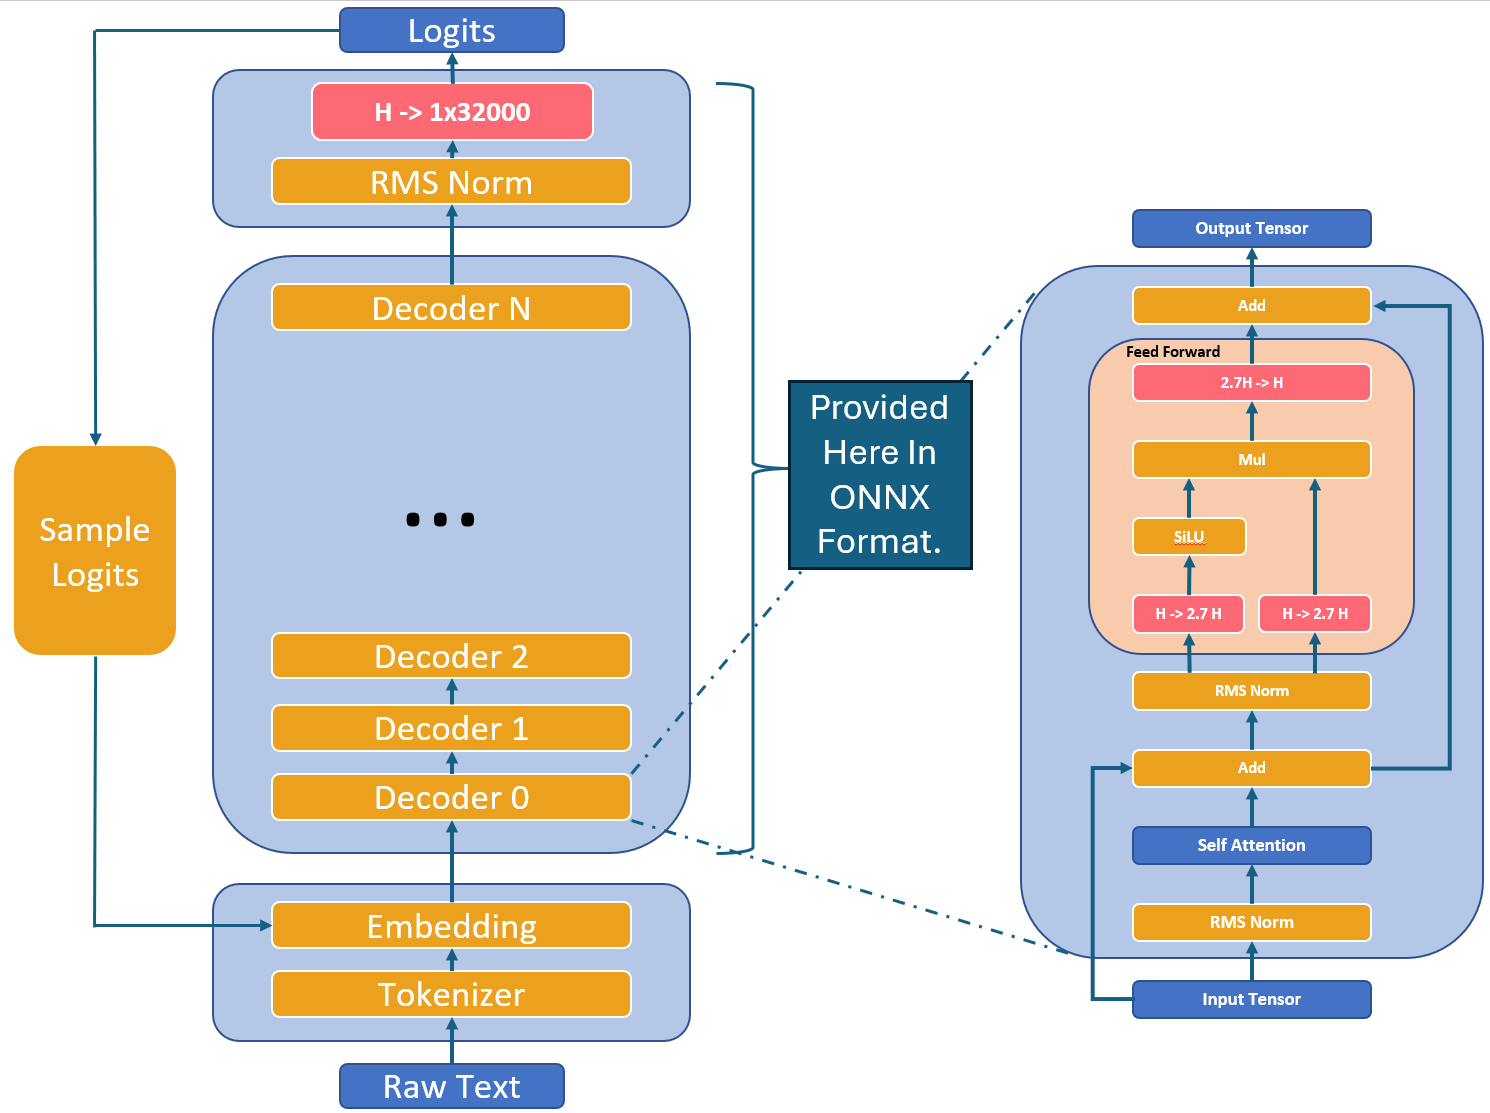 Logits
H -> 1x32000
RMS Norm
Decoder N
...
Decoder 2
Decoder 1
Decoder 0
Embedding
Tokenizer
Raw Text
Sample
Logits
Provided
Here In
ONNX
Format.
Output Tensor
Add
Feed Forward
2.7H -> H
Mul
SiLU
H -> 2.7 H
H -> 2.7 H
RMS Norm
Add
Self Attention
RMS Norm
Input Tensor